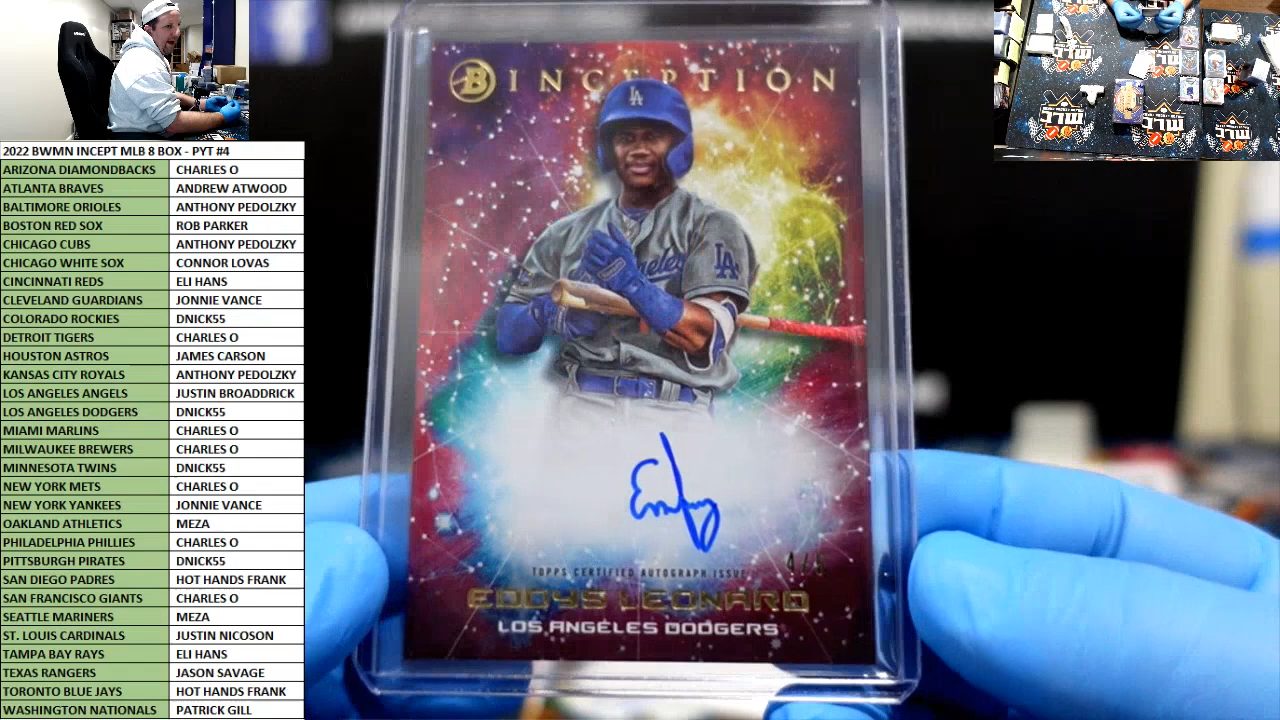 2022 BWMN INCEPT MLB 8 BOX - PYT #4
ARIZONA DIAMONDBACKS CHARLES O
ATLANTA BRAVES ANDREW ATWOOD
BALTIMORE ORIOLES ANTHONY PEDOLZKY
BOSTON RED SOX ROB PARKER
CHICAGO CUBS ANTHONY PEDOLZKY
CHICAGO WHITE SOX CONNOR LOVAS
CINCINNATI REDS ELI HANS
CLEVELAND GUARDIANS JONNIE VANCE
COLORADO ROCKIES DNICK55
DETROIT TIGERS CHARLES O
HOUSTON ASTROS JAMES CARSON
KANSAS CITY ROYALS ANTHONY PEDOLZKY
LOS ANGELES ANGELS JUSTIN BROADDRICK
LOS ANGELES DODGERS DNICK55
MIAMI MARLINS CHARLES O
MILWAUKEE BREWERS CHARLES O
MINNESOTA TWINS DNICK55
NEW YORK METS CHARLES O
NEW YORK YANKEES JONNIE VANCE
OAKLAND ATHLETICS MEZA
PHILADELPHIA PHILLIES CHARLES O
PITTSBURGH PIRATES DNICK55
SAN DIEGO PADRES HOT HANDS FRANK
SAN FRANCISCO GIANTS CHARLES O
SEATTLE MARINERS MEZA
ST. LOUIS CARDINALS JUSTIN NICOSON
TAMPA BAY RAYS ELI HANS
TEXAS RANGERS JASON SAVAGE
TORONTO BLUE JAYS HOT HANDS FRANK
WASHINGTON NATIONALS PATRICK GILL
B INCEPTION
LA
LA
TOPPS CERTIFIED AUTOGRAPH ISSUE
4/5
EDDYS LEONARD
LOS ANGELES DODGERS